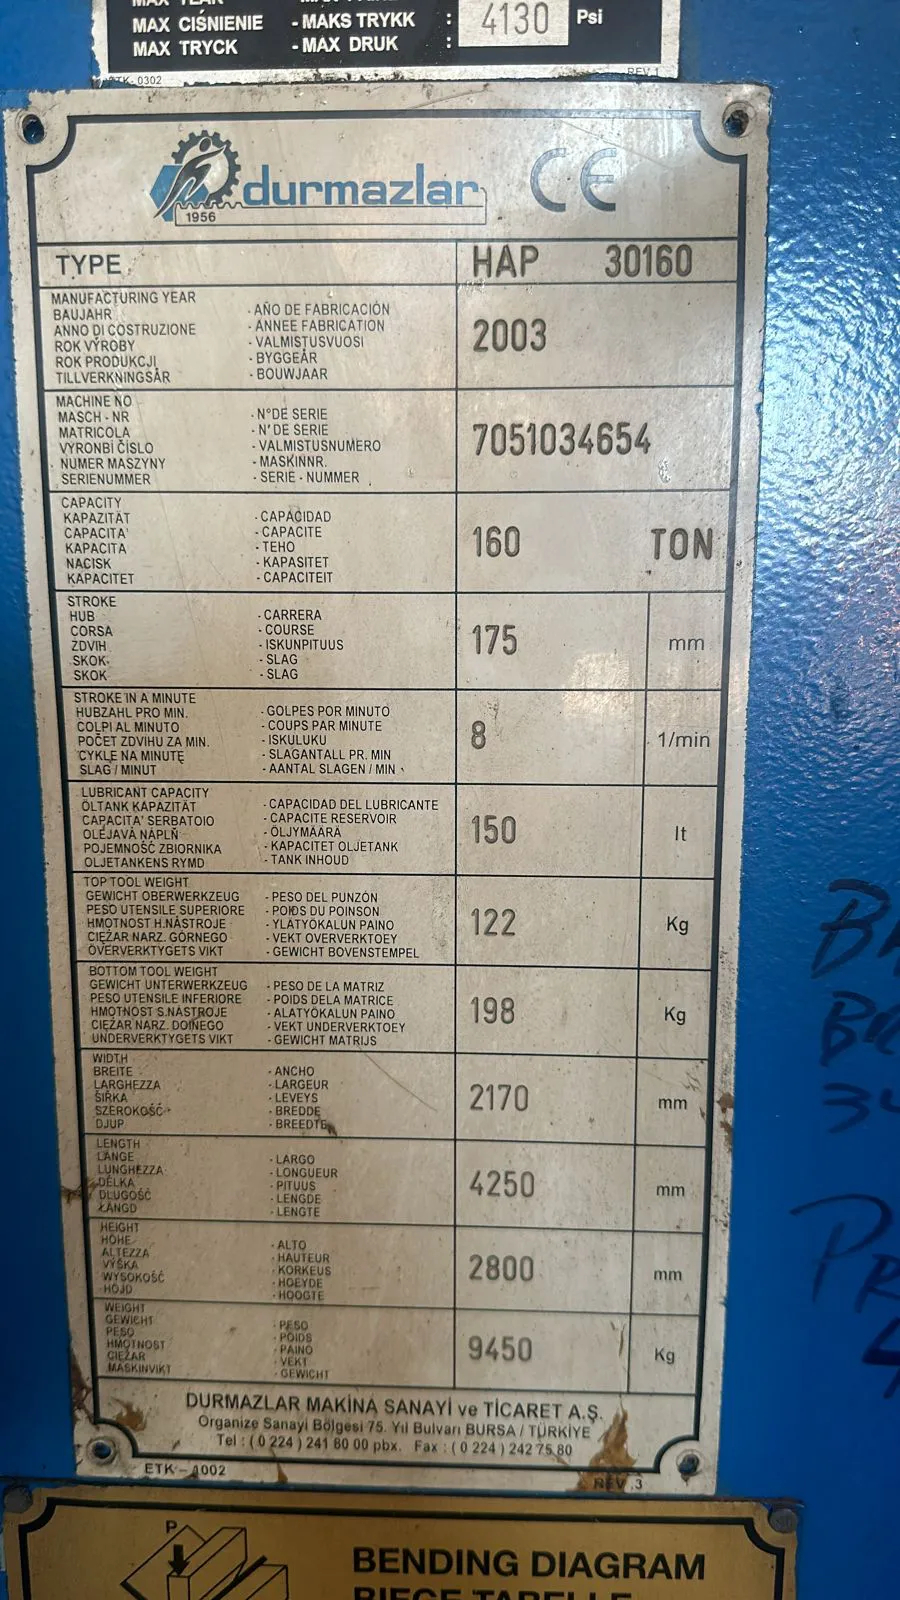 MAX CIŚNIENIE - MAKS TRYKK : 4130 Psi
MAX TRYCK - MAX DRUK :
ETK-0302 REV.1
durmazlar CE
1956
TYPE HAP 30160
MANUFACTURING YEAR
BAUJAHR - AÑO DE FABRICACIÓN
ANNO DI COSTRUZIONE - ANNEE FABRICATION
ROK VÝROBY - VALMISTUSVUOSI
ROK PRODUKCJI - BYGGEÅR
TILLVERKNINGSÅR - BOUWJAAR
2003
MACHINE NO
MASCH - NR - N°DE SERIE
MATRICOLA - N°DE SERIE
VÝRONBÍ ČÍSLO - VALMISTUSNUMERO
NUMER MASZYNY - MASKINNR.
SERIENUMMER - SERIE - NUMMER
7051034654
CAPACITY
KAPAZITÄT - CAPACIDAD
CAPACITA' - CAPACITE
KAPACITA - TEHO
NACISK - KAPASITET
KAPACITET - CAPACITEIT
160 TON
STROKE
HUB - CARRERA
CORSA - COURSE
ZDVIH - ISKUNPITUUS
SKOK - SLAG
SKOK - SLAG
175 mm
STROKE IN A MINUTE
HUBZAHL PRO MIN. - GOLPES POR MINUTO
COLPI AL MINUTO - COUPS PAR MINUTE
POČET ZDVIHU ZA MIN. - ISKULUKU
CYKLE NA MINUTĘ - SLAGANTALL PR. MIN
SLAG / MINUT - AANTAL SLAGEN / MIN
8 1/min
LUBRICANT CAPACITY
ÖLTANK KAPAZITÄT - CAPACIDAD DEL LUBRICANTE
CAPACITA' SERBATOIO - CAPACITE RESERVOIR
OLEJAVÁ NÁPLŇ - ÖLJYMÄÄRÄ
POJEMNOŚĆ ZBIORNIKA - KAPACITET OLJETANK
OLJETANKENS RYMD - TANK INHOUD
150 lt
TOP TOOL WEIGHT
GEWICHT OBERWERKZEUG - PESO DEL PUNZÓN
PESO UTENSILE SUPERIORE - POIDS DU POINSON
HMOTNOST H.NÁSTROJE - YLÄTYÖKALUN PAINO
CIĘŻAR NARZ. GÓRNEGO - VEKT OVERVERKTOEY
ÖVERVERKTYGETS VIKT - GEWICHT BOVENSTEMPEL
122 Kg
BOTTOM TOOL WEIGHT
GEWICHT UNTERWERKZEUG - PESO DE LA MATRIZ
PESO UTENSILE INFERIORE - POIDS DELA MATRICE
HMOTNOST S.NÁSTROJE - ALATYÖKALUN PAINO
CIĘŻAR NARZ. DOINEGO - VEKT UNDERVERKTOEY
UNDERVERKTYGETS VIKT - GEWICHT MATRIJS
198 Kg
WIDTH
BREITE - ANCHO
LARGHEZZA - LARGEUR
ŠIŘKA - LEVEYS
SZEROKOŚĆ - BREDDE
DJUP - BREEDTE
2170 mm
LENGTH
LÄNGE - LARGO
LUNGHEZZA - LONGUEUR
DÉLKA - PITUUS
DŁUGOŚĆ - LENGDE
LÄNGD - LENGTE
4250 mm
HEIGHT
HÖHE - ALTO
ALTEZZA - HAUTEUR
VÝŠKA - KORKEUS
WYSOKOŚĆ - HOEYDE
HÖJD - HOOGTE
2800 mm
WEIGHT
GEWICHT - PESO
PESO - POIDS
HMOTNOST - PAINO
CIĘŻAR - VEKT
MASKINVIKT - GEWICHT
9450 Kg
DURMAZLAR MAKİNA SANAYİ ve TİCARET A.Ş.
Organize Sanayi Bölgesi 75. Yıl Bulvarı BURSA / TÜRKİYE
Tel : ( 0 224 ) 241 80 00 pbx. Fax : ( 0 224 ) 242 75 80
ETK - 1002 REV .3
P
BENDING DIAGRAM